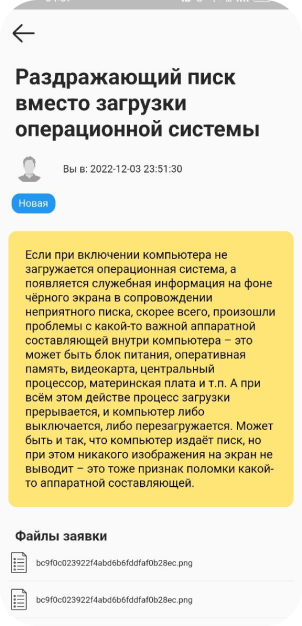 Раздражающий писк
вместо загрузки
операционной системы
Вы в: 2022-12-03 23:51:30
Новая
Если при включении компьютера не
загружается операционная система, а
появляется служебная информация на фоне
чёрного экрана в сопровождении
неприятного писка, скорее всего, произошли
проблемы с какой-то важной аппаратной
составляющей внутри компьютера – это
может быть блок питания, оперативная
память, видеокарта, центральный
процессор, материнская плата и т.п. А при
всём этом действе процесс загрузки
прерывается, и компьютер либо
выключается, либо перезагружается. Может
быть и так, что компьютер издаёт писк, но
при этом никакого изображения на экран не
выводит – это тоже признак поломки какой-
то аппаратной составляющей.
Файлы заявки
bc9f0c023922f4abd6b6fddfaf0b28ec.png
bc9f0c023922f4abd6b6fddfaf0b28ec.png